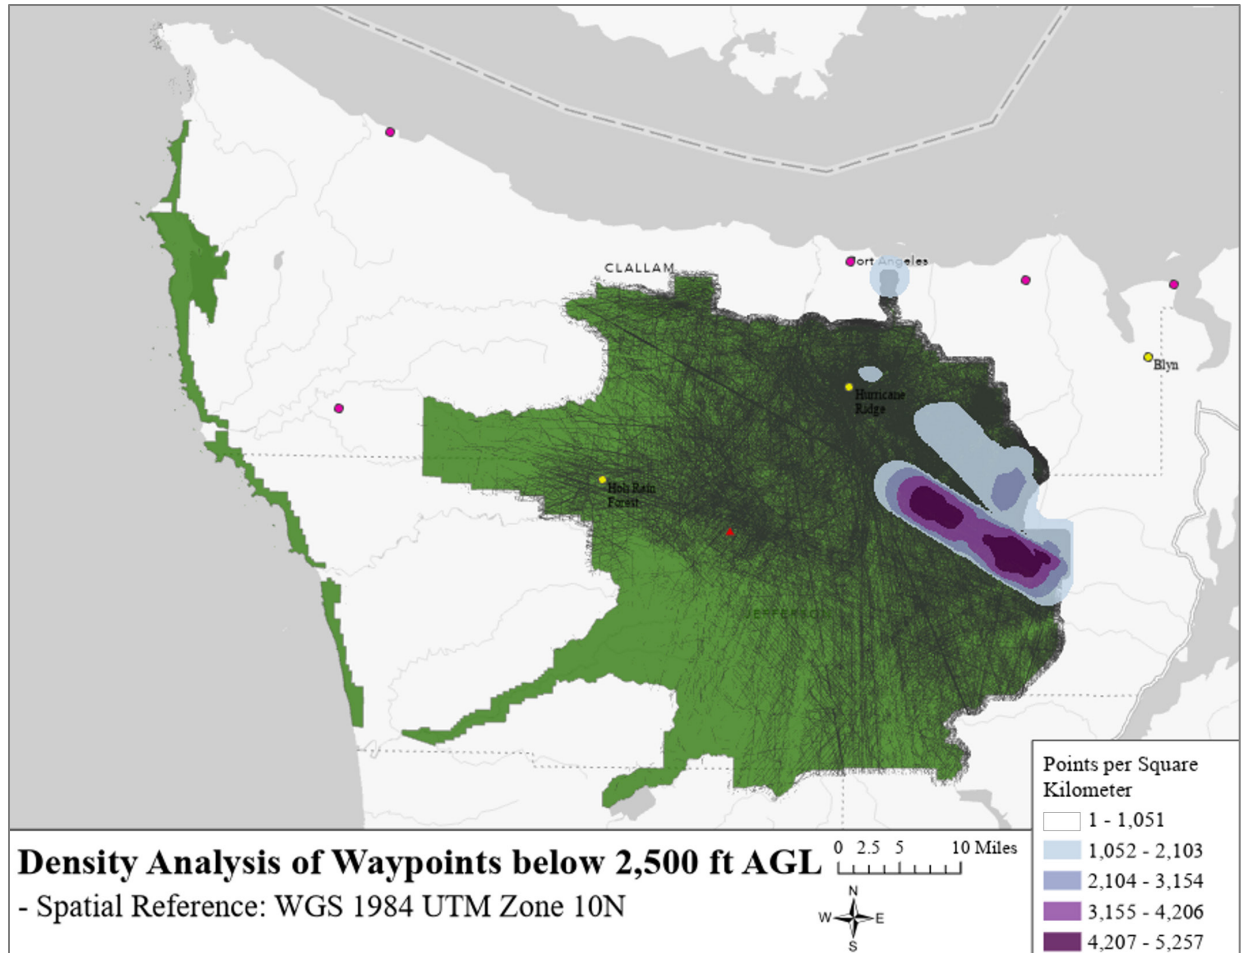 CLALLAM
Port Angeles
Blyn
Hurricane
Ridge
Hoh Rain
Forest
JEFFERSON
Points per Square
Kilometer
1 - 1,051
1,052 - 2,103
2,104 - 3,154
3,155 - 4,206
4,207 - 5,257
Density Analysis of Waypoints below 2,500 ft AGL
- Spatial Reference: WGS 1984 UTM Zone 10N
0 2.5 5 10 Miles
N
W E
S